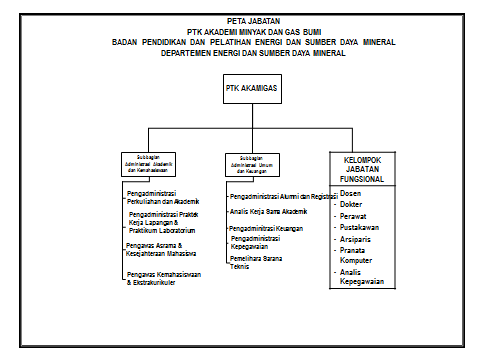 PETA JABATAN
PTK AKADEMI MINYAK DAN GAS BUMI
BADAN PENDIDIKAN DAN PELATIHAN ENERGI DAN SUMBER DAYA MINERAL
DEPARTEMEN ENERGI DAN SUMBER DAYA MINERAL
PTK AKAMIGAS
Subbagian
Administrasi Akademik
dan Kemahasiswaan
Pengadministrasi
Perkuliahan dan Akademik
Pengadministrasi Praktek
Kerja Lapangan &
Praktikum Laboratorium
Pengawas Asrama &
Kesejahteraan Mahasiswa
Pengawas Kemahasiswaan
& Ekstrakurikuler
Subbagian
Administrasi Umum
dan Keuangan
Pengadministrasi Alumni dan Registrasi
Analis Kerja Sama Akademik
Pengadminitrasi Keuangan
Pengadministrasi
Kepegawaian
Pemelihara Sarana
Teknis
KELOMPOK
JABATAN
FUNGSIONAL
- Dosen
- Dokter
- Perawat
- Pustakawan
- Arsiparis
- Pranata
Komputer
- Analis
Kepegawaian